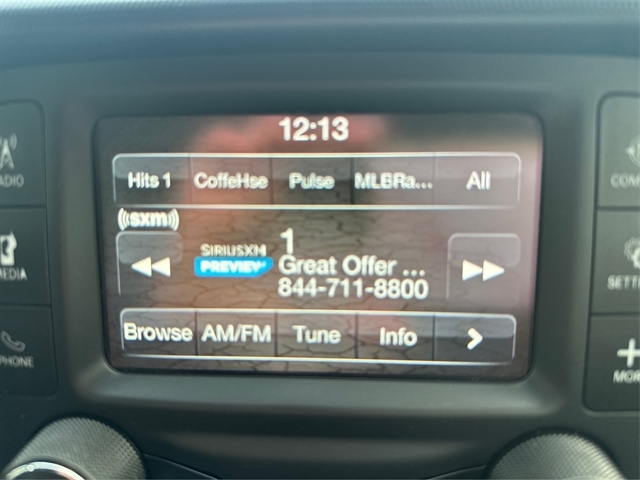 12:13
Hits 1 CoffeHse Pulse MLBRa... All
((sxm))
1
SIRIUSXM
PREVIEW
Great Offer ...
844-711-8800
Browse AM/FM Tune Info >
ADIO
MEDIA
PHONE
COM
SETT
MOR